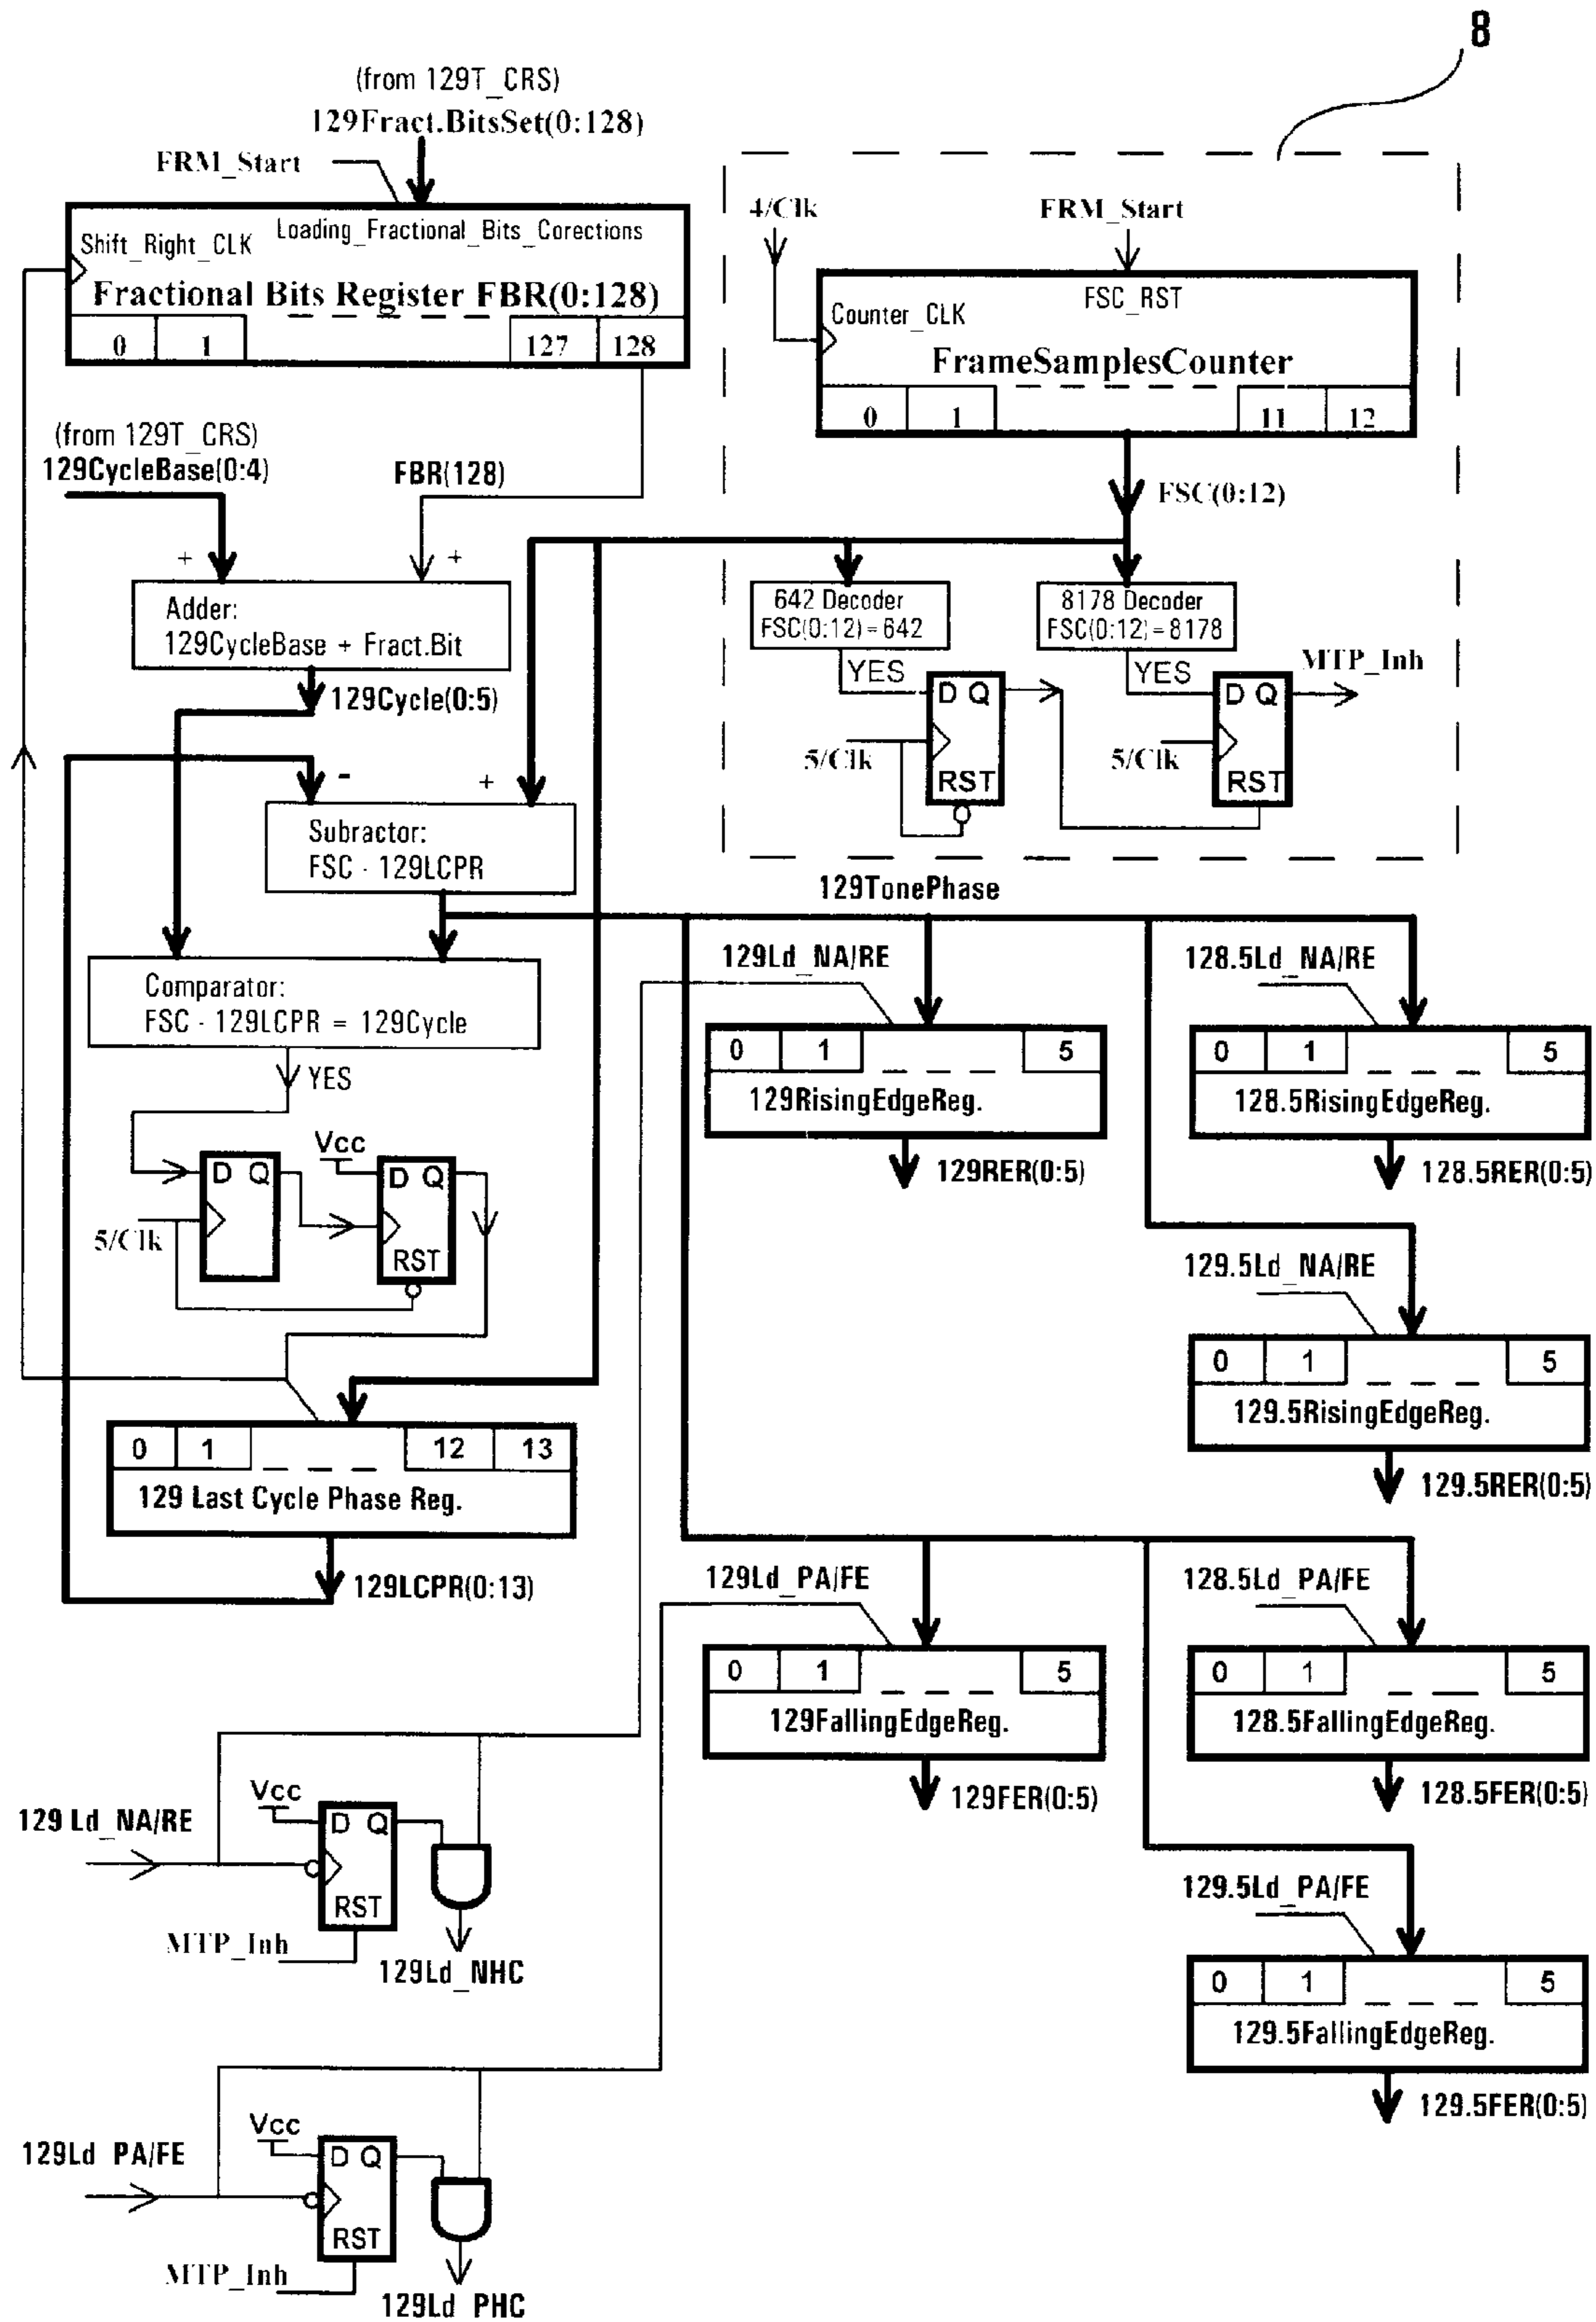 8
(from 129T_CRS)
129Fract.BitsSet(0:128)
FRM_Start
Shift_Right_CLK
Loading_Fractional_Bits_Corections
Fractional Bits Register FBR(0:128)
0 1 127 128
4/Clk
FRM_Start
FSC_RST
Counter_CLK
FrameSamplesCounter
0 1 11 12
(from 129T_CRS)
129CycleBase(0:4)
FBR(128)
FSC(0:12)
+ +
Adder:
129CycleBase + Fract.Bit
129Cycle(0:5)
642 Decoder
FSC(0:12)=642
8178 Decoder
FSC(0:12)=8178
YES
YES
MTP_Inh
D Q
D Q
5/Clk
5/Clk
RST
RST
- +
Subractor:
FSC - 129LCPR
129TonePhase
Comparator:
FSC - 129LCPR = 129Cycle
YES
129Ld_NA/RE
128.5Ld_NA/RE
0 1 5
129RisingEdgeReg.
0 1 5
128.5RisingEdgeReg.
129RER(0:5)
128.5RER(0:5)
Vcc
D Q
D Q
5/Clk
RST
129.5Ld_NA/RE
0 1 5
129.5RisingEdgeReg.
129.5RER(0:5)
0 1 12 13
129 Last Cycle Phase Reg.
129LCPR(0:13)
129Ld_PA/FE
128.5Ld_PA/FE
0 1 5
129FallingEdgeReg.
0 1 5
128.5FallingEdgeReg.
129FER(0:5)
128.5FER(0:5)
129 Ld_NA/RE
Vcc
D Q
RST
MTP_Inh
129Ld_NHC
129.5Ld_PA/FE
0 1 5
129.5FallingEdgeReg.
129.5FER(0:5)
129Ld PA/FE
Vcc
D Q
RST
MTP_Inh
129Ld PHC